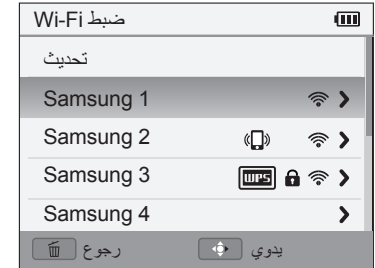 ضبط Wi-Fi
تحديث
Samsung 1
Samsung 2
Samsung 3 WPS
Samsung 4
رجوع يدوي